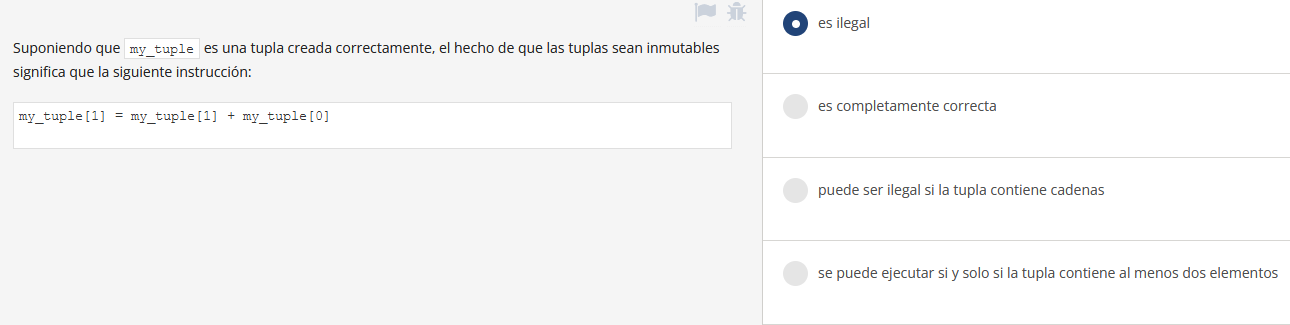 Suponiendo que my_tuple es una tupla creada correctamente, el hecho de que las tuplas sean inmutables
significa que la siguiente instrucción:
my_tuple[1] = my_tuple[1] + my_tuple[0]
es ilegal
es completamente correcta
puede ser ilegal si la tupla contiene cadenas
se puede ejecutar si y solo si la tupla contiene al menos dos elementos